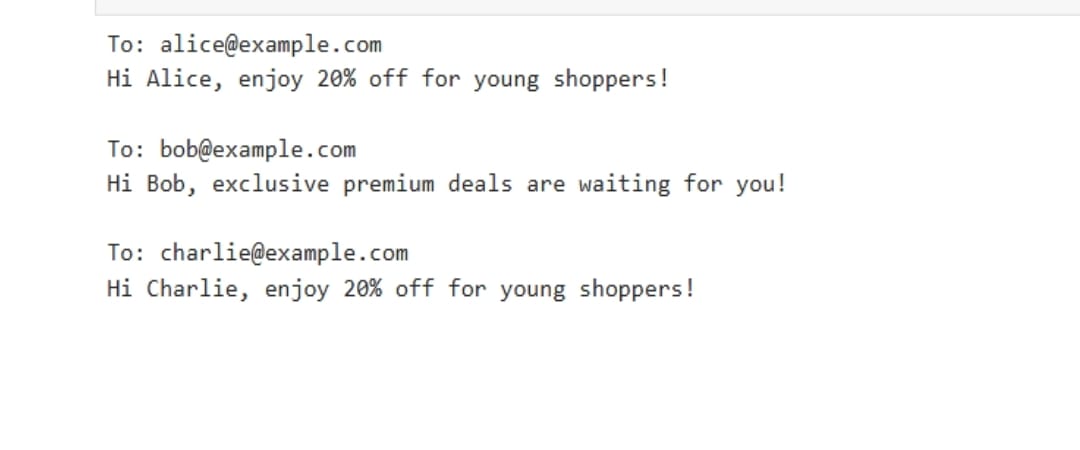 To: alice@example.com
Hi Alice, enjoy 20% off for young shoppers!
To: bob@example.com
Hi Bob, exclusive premium deals are waiting for you!
To: charlie@example.com
Hi Charlie, enjoy 20% off for young shoppers!